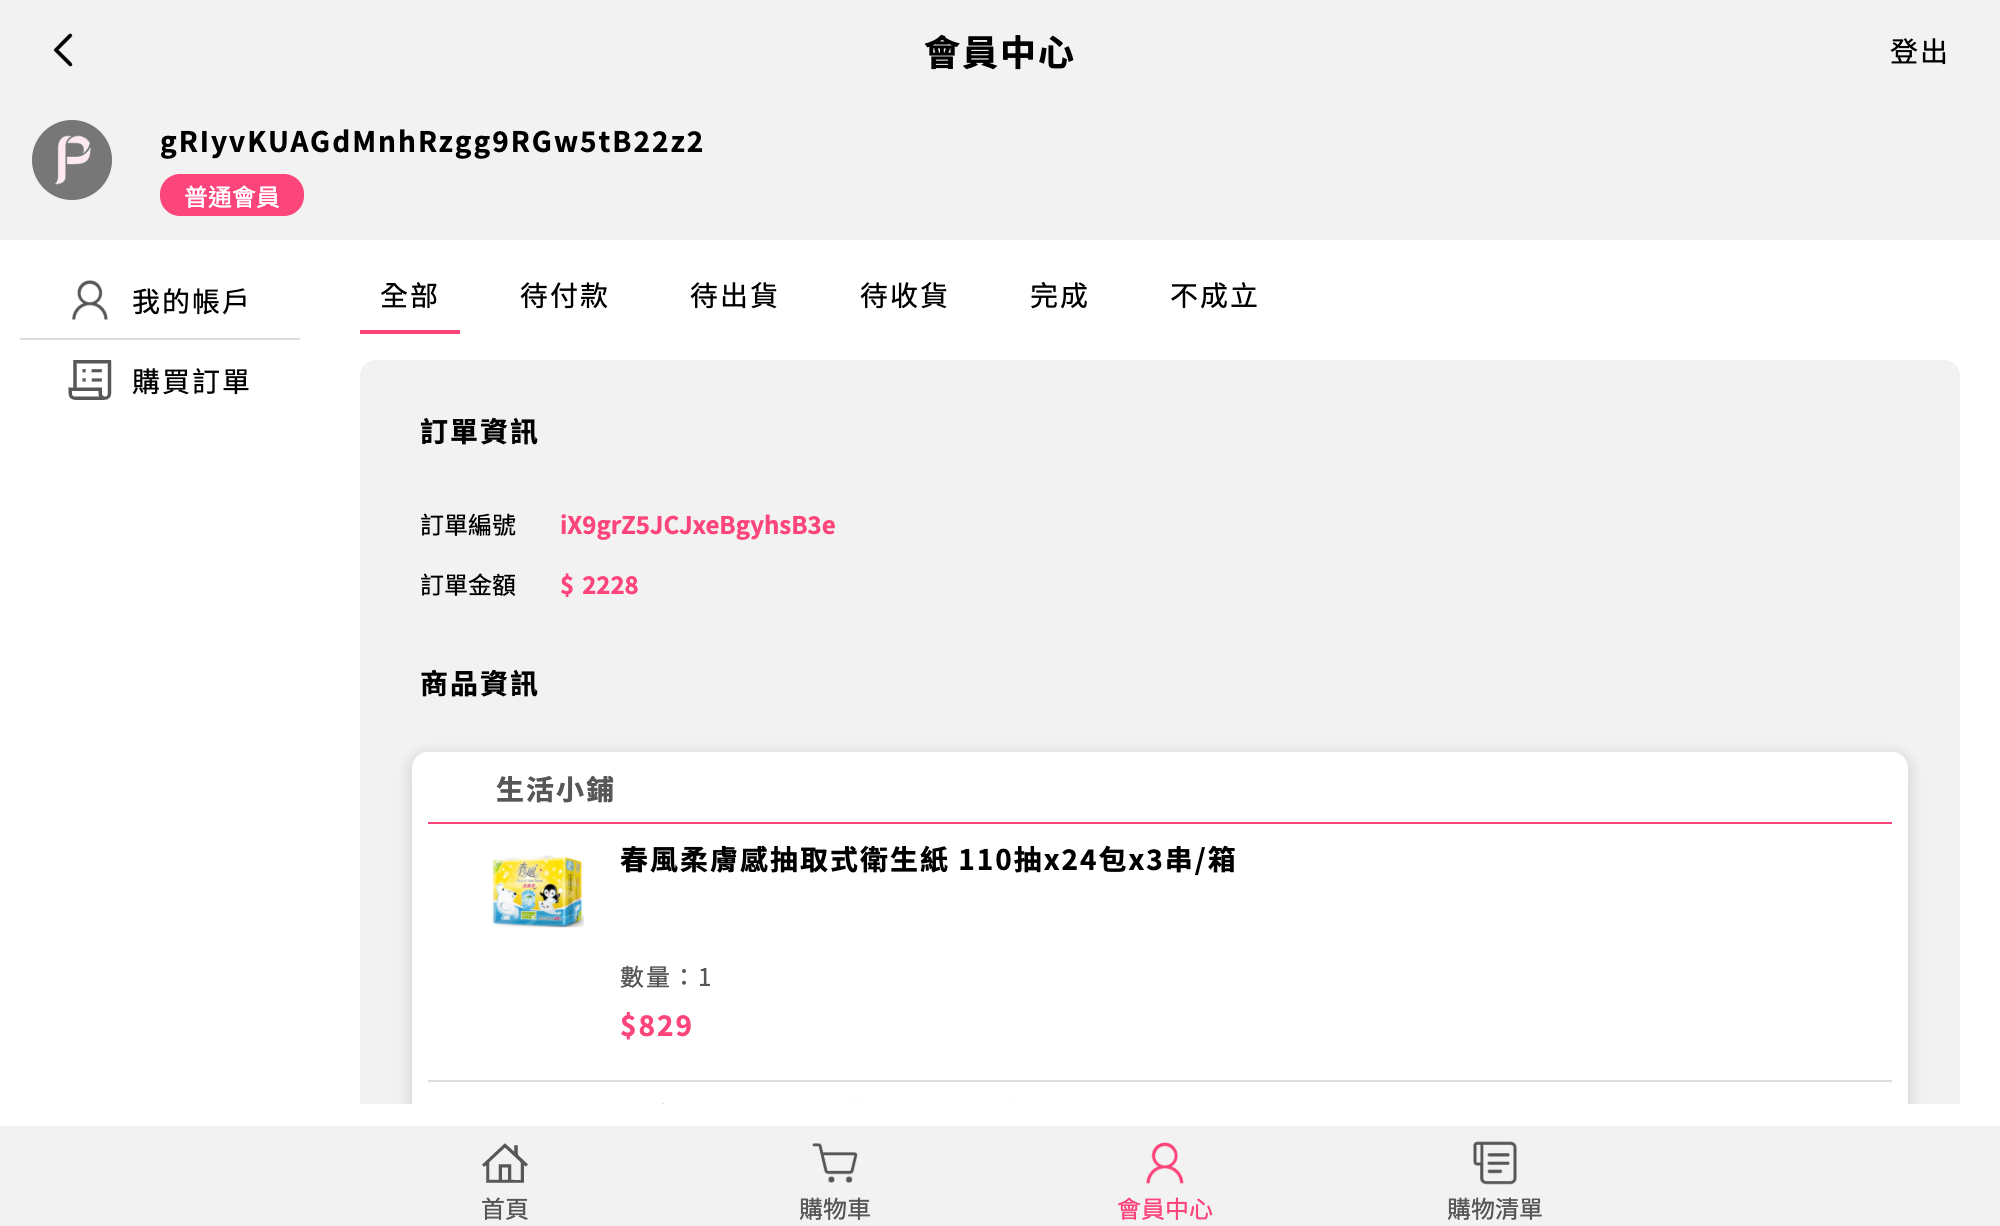 會員中心
登出
gRIyvKUAGdMnhRzgg9RGw5tB22z2
普通會員
我的帳戶
購買訂單
全部 待付款 待出貨 待收貨 完成 不成立
訂單資訊
訂單編號 iX9grZ5JCJxeBgyhsB3e
訂單金額 $ 2228
商品資訊
生活小鋪
春風柔膚感抽取式衛生紙 110抽x24包x3串/箱
春風
數量：1
$829
首頁 購物車 會員中心 購物清單